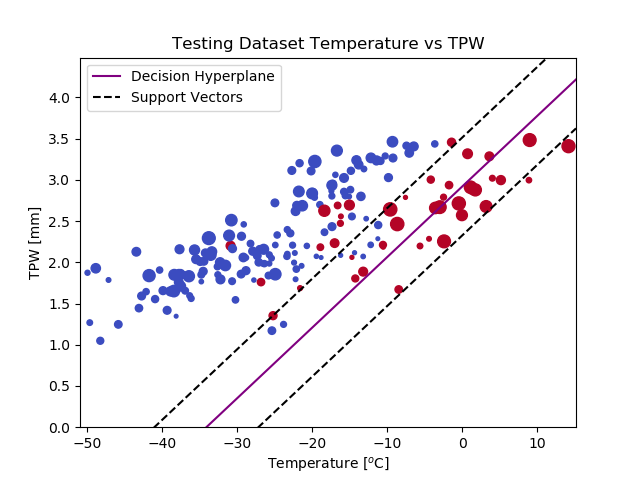 Testing Dataset Temperature vs TPW
Decision Hyperplane
Support Vectors
TPW [mm]
4.0
3.5
3.0
2.5
2.0
1.5
1.0
0.5
0.0
−50 −40 −30 −20 −10 0 10
Temperature [°C]